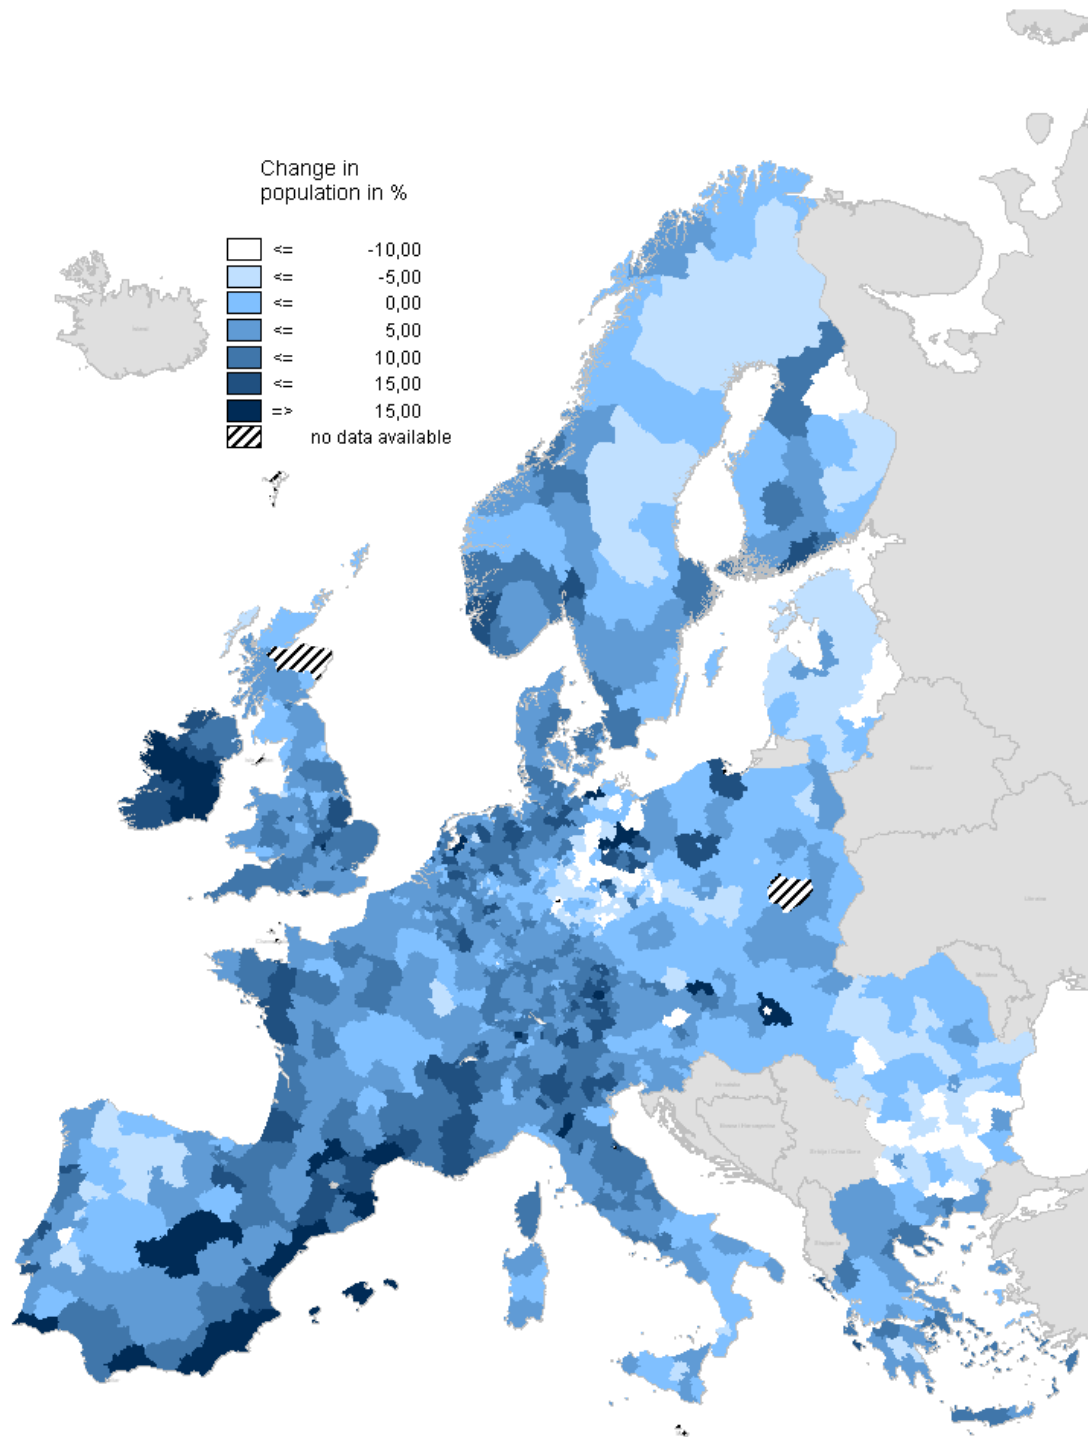 Change in
population in %
<= -10,00
<= -5,00
<= 0,00
<= 5,00
<= 10,00
<= 15,00
=> 15,00
no data available